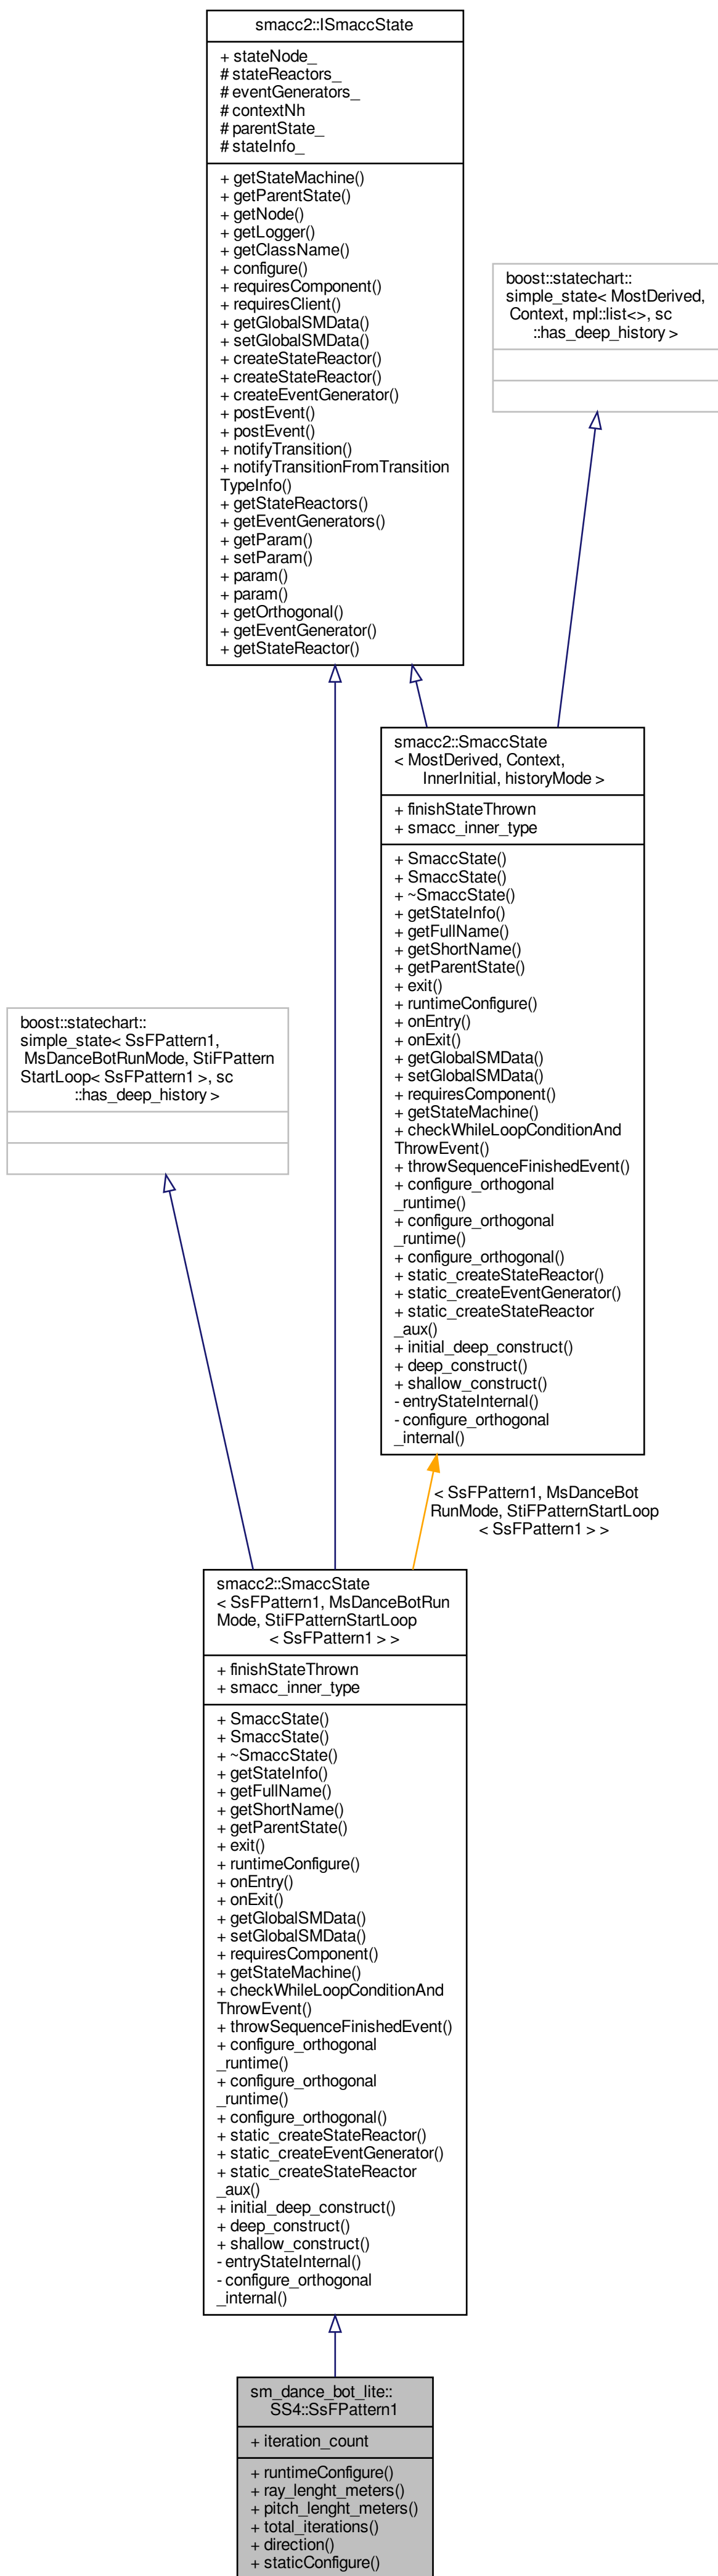 smacc2::ISmaccState
+ stateNode_
# stateReactors_
# eventGenerators_
# contextNh
# parentState_
# stateInfo_
+ getStateMachine()
+ getParentState()
+ getNode()
+ getLogger()
+ getClassName()
+ configure()
+ requiresComponent()
+ requiresClient()
+ getGlobalSMData()
+ setGlobalSMData()
+ createStateReactor()
+ createStateReactor()
+ createEventGenerator()
+ postEvent()
+ postEvent()
+ notifyTransition()
+ notifyTransitionFromTransition
TypeInfo()
+ getStateReactors()
+ getEventGenerators()
+ getParam()
+ setParam()
+ param()
+ param()
+ getOrthogonal()
+ getEventGenerator()
+ getStateReactor()
boost::statechart::
simple_state< MostDerived,
Context, mpl::list<>, sc
::has_deep_history >
smacc2::SmaccState
< MostDerived, Context,
InnerInitial, historyMode >
+ finishStateThrown
+ smacc_inner_type
+ SmaccState()
+ SmaccState()
+ ~SmaccState()
+ getStateInfo()
+ getFullName()
+ getShortName()
+ getParentState()
+ exit()
+ runtimeConfigure()
+ onEntry()
+ onExit()
+ getGlobalSMData()
+ setGlobalSMData()
+ requiresComponent()
+ getStateMachine()
+ checkWhileLoopConditionAnd
ThrowEvent()
+ throwSequenceFinishedEvent()
+ configure_orthogonal
_runtime()
+ configure_orthogonal
_runtime()
+ configure_orthogonal()
+ static_createStateReactor()
+ static_createEventGenerator()
+ static_createStateReactor
_aux()
+ initial_deep_construct()
+ deep_construct()
+ shallow_construct()
- entryStateInternal()
- configure_orthogonal
_internal()
boost::statechart::
simple_state< SsFPattern1,
MsDanceBotRunMode, StiFPattern
StartLoop< SsFPattern1 >, sc
::has_deep_history >
< SsFPattern1, MsDanceBot
RunMode, StiFPatternStartLoop
< SsFPattern1 > >
smacc2::SmaccState
< SsFPattern1, MsDanceBotRun
Mode, StiFPatternStartLoop
< SsFPattern1 > >
+ finishStateThrown
+ smacc_inner_type
+ SmaccState()
+ SmaccState()
+ ~SmaccState()
+ getStateInfo()
+ getFullName()
+ getShortName()
+ getParentState()
+ exit()
+ runtimeConfigure()
+ onEntry()
+ onExit()
+ getGlobalSMData()
+ setGlobalSMData()
+ requiresComponent()
+ getStateMachine()
+ checkWhileLoopConditionAnd
ThrowEvent()
+ throwSequenceFinishedEvent()
+ configure_orthogonal
_runtime()
+ configure_orthogonal
_runtime()
+ configure_orthogonal()
+ static_createStateReactor()
+ static_createEventGenerator()
+ static_createStateReactor
_aux()
+ initial_deep_construct()
+ deep_construct()
+ shallow_construct()
- entryStateInternal()
- configure_orthogonal
_internal()
sm_dance_bot_lite::
SS4::SsFPattern1
+ iteration_count
+ runtimeConfigure()
+ ray_lenght_meters()
+ pitch_lenght_meters()
+ total_iterations()
+ direction()
+ staticConfigure()